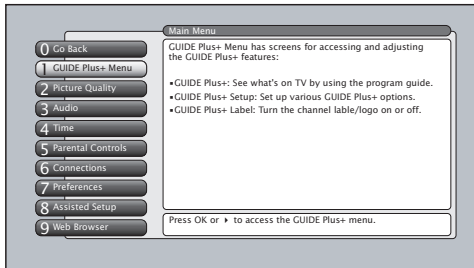 Main Menu
0 Go Back
1 GUIDE Plus+ Menu
2 Picture Quality
3 Audio
4 Time
5 Parental Controls
6 Connections
7 Preferences
8 Assisted Setup
9 Web Browser
GUIDE Plus+ Menu has screens for accessing and adjusting
the GUIDE Plus+ features:
▪GUIDE Plus+: See what's on TV by using the program guide.
▪GUIDE Plus+ Setup: Set up various GUIDE Plus+ options.
▪GUIDE Plus+ Label: Turn the channel lable/logo on or off.
Press OK or ▸ to access the GUIDE Plus+ menu.